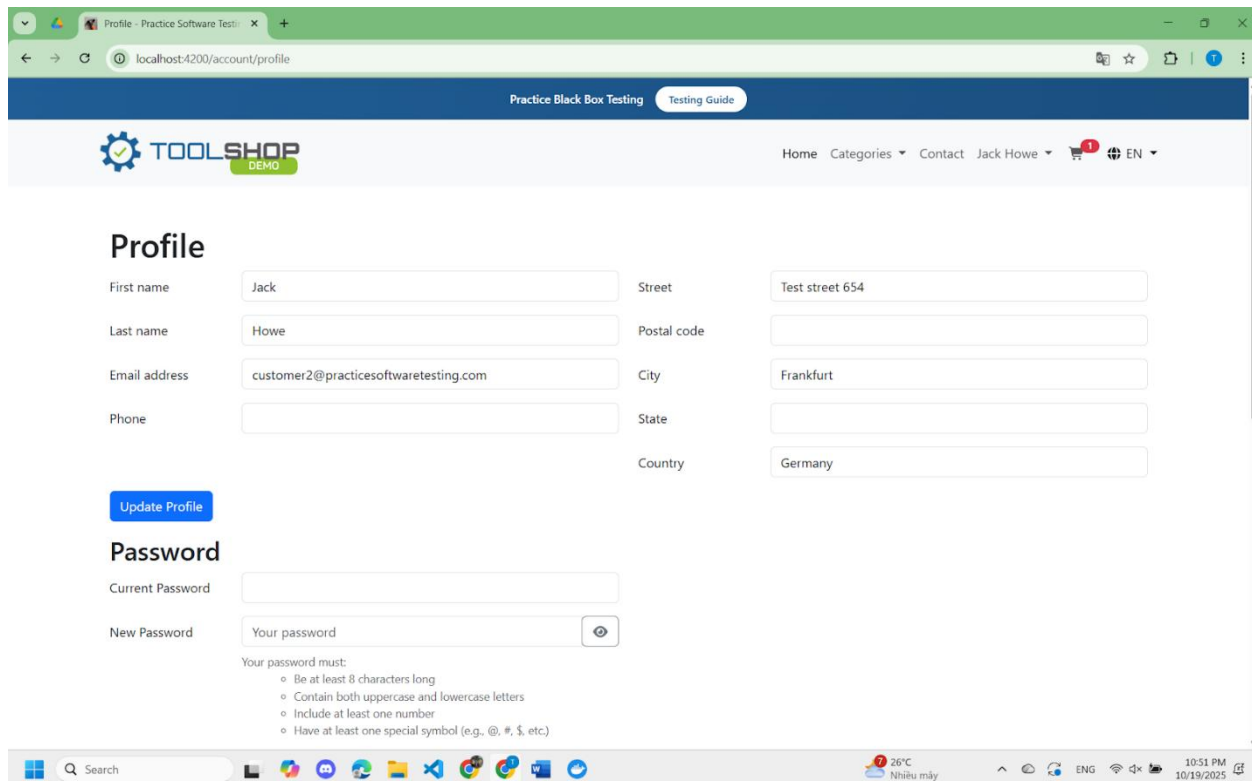 Profile - Practice Software Testin
localhost:4200/account/profile
T
Practice Black Box Testing Testing Guide
TOOLSHOP
DEMO
Home Categories Contact Jack Howe 1 EN
Profile
First name Jack Street Test street 654
Last name Howe Postal code
Email address customer2@practicesoftwaretesting.com City Frankfurt
Phone State
Country Germany
Update Profile
Password
Current Password
New Password Your password
Your password must:
Be at least 8 characters long
Contain both uppercase and lowercase letters
Include at least one number
Have at least one special symbol (e.g., @, #, $, etc.)
Search 7 26°C ENG 10:51 PM
Nhiều mây 10/19/2025